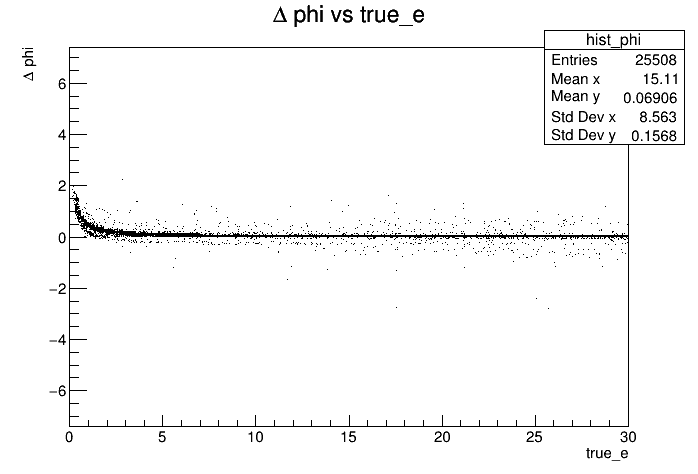 Δ phi vs true_e
hist_phi
Entries 25508
Mean x 15.11
Mean y 0.06906
Std Dev x 8.563
Std Dev y 0.1568
Δ phi
6
4
2
0
−2
−4
−6
0 5 10 15 20 25 30
true_e